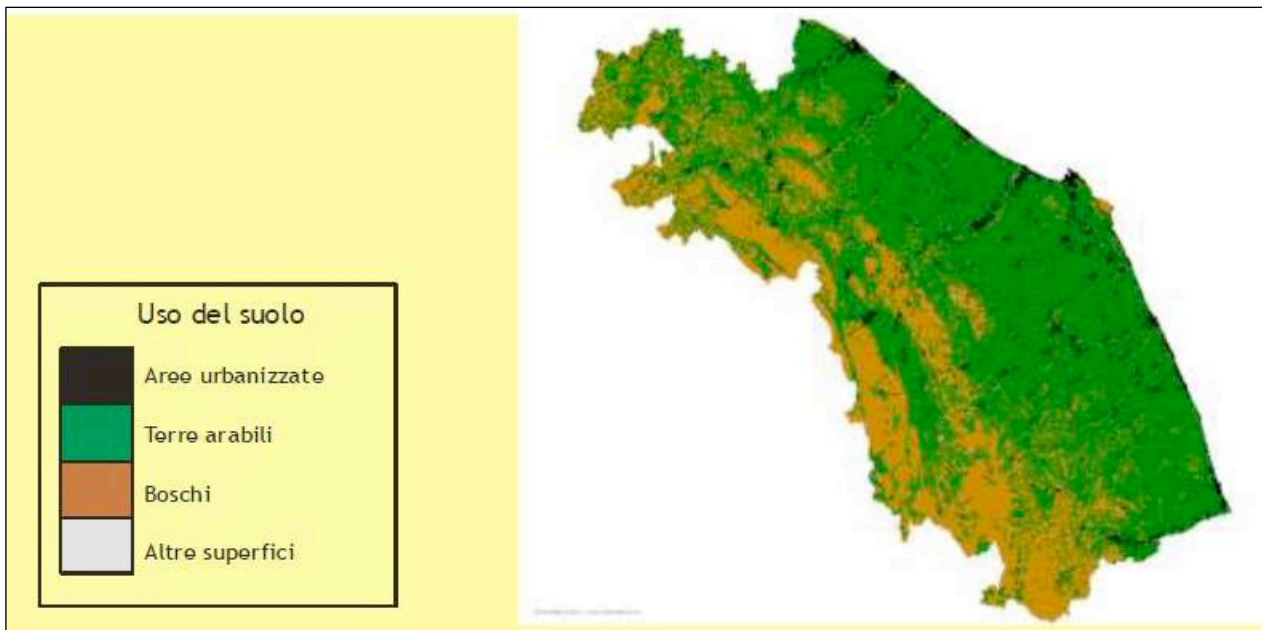 Uso del suolo
Aree urbanizzate
Terre arabili
Boschi
Altre superfici